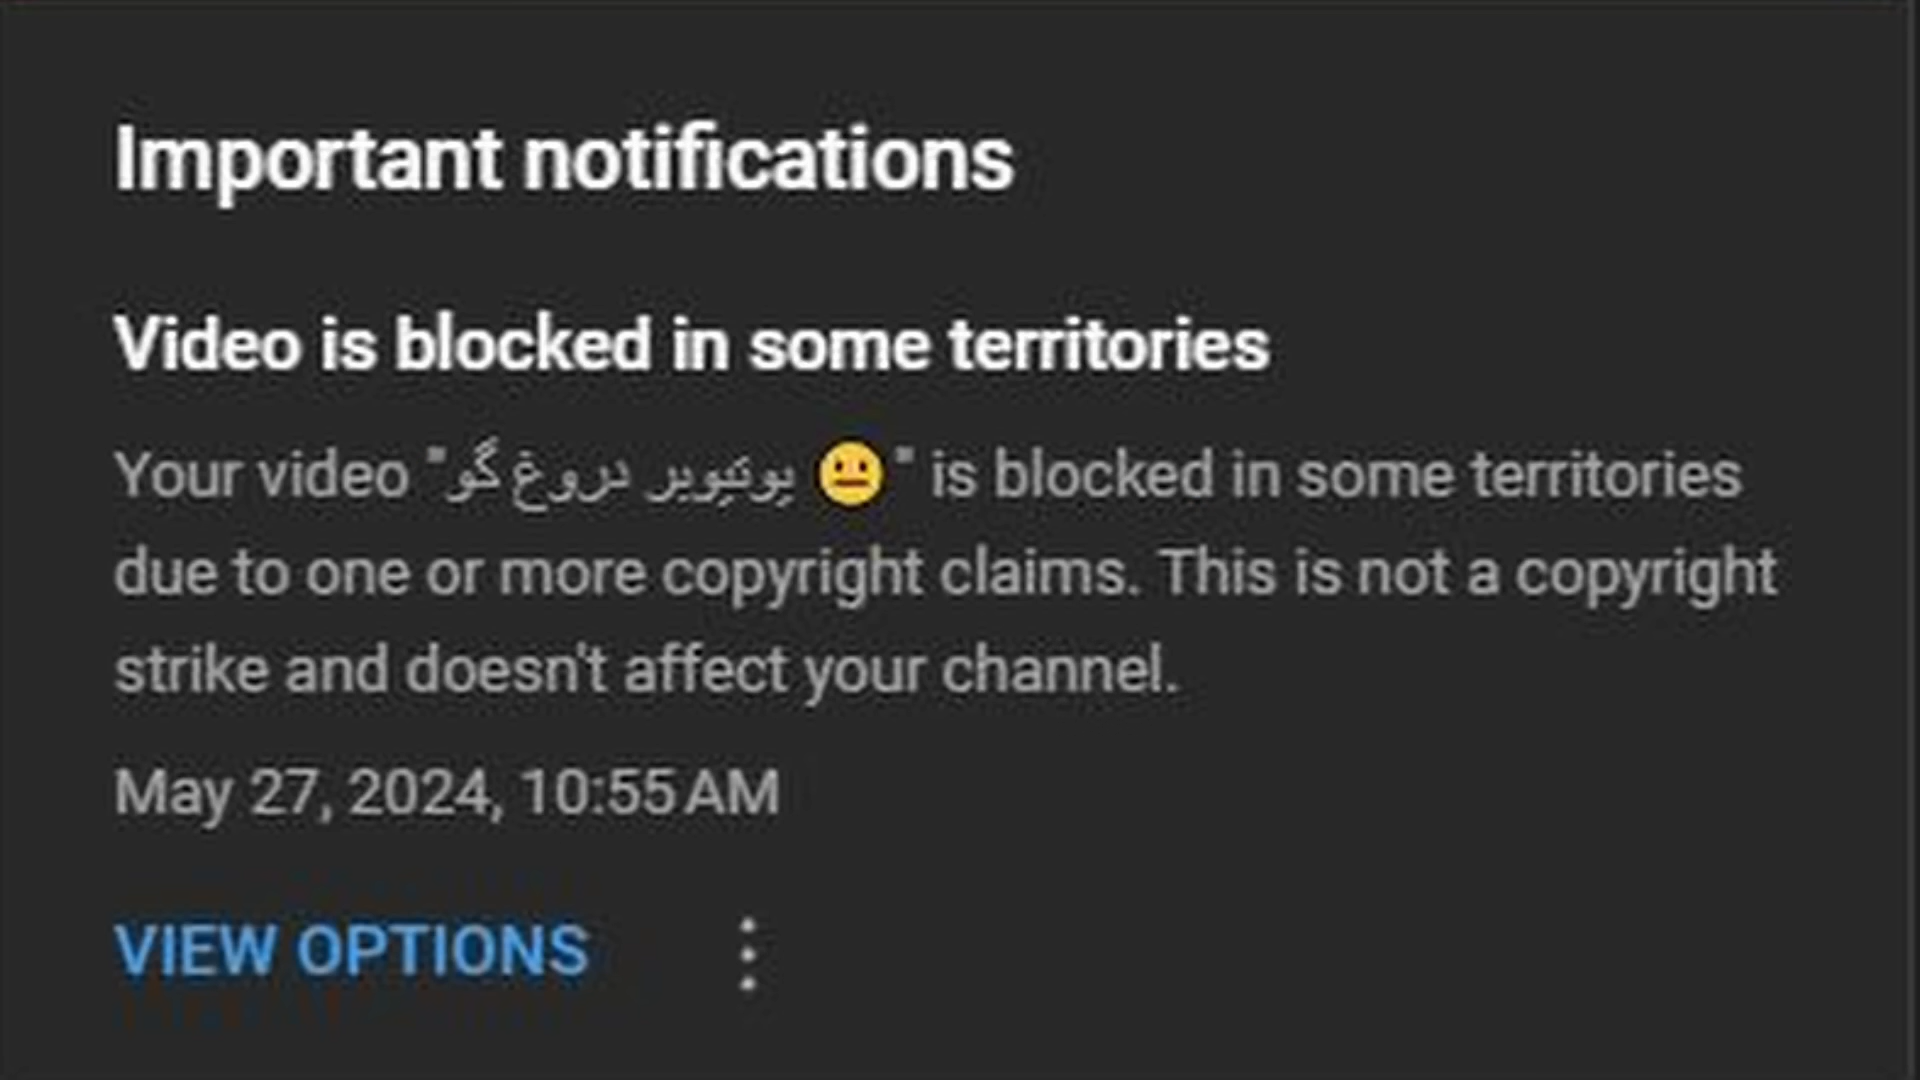 Important notifications
Video is blocked in some territories
Your video "یوتیوبر دروغ گو 😐" is blocked in some territories
due to one or more copyright claims. This is not a copyright
strike and doesn't affect your channel.
May 27, 2024, 10:55 AM
VIEW OPTIONS